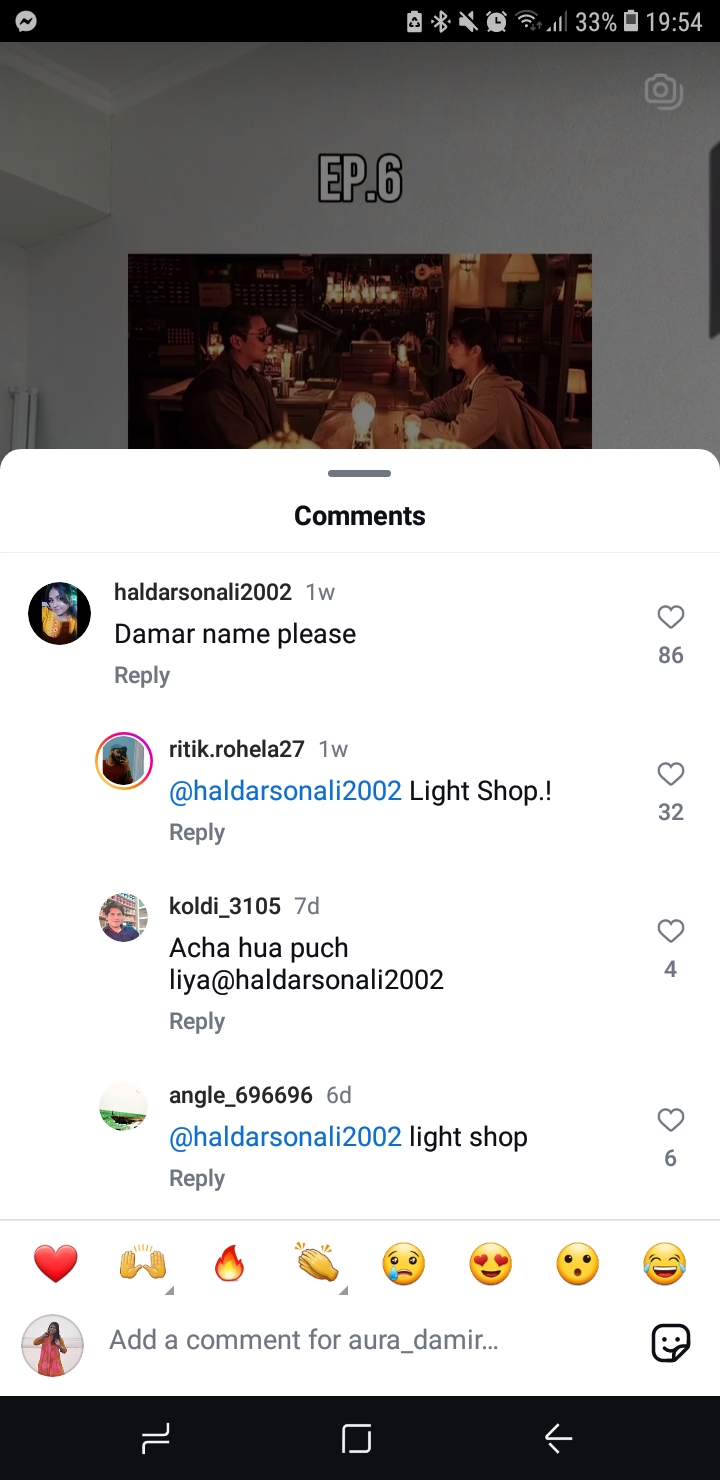 33% 19:54
EP.6
Comments
haldarsonali2002 1w
Damar name please
Reply
86
ritik.rohela27 1w
@haldarsonali2002 Light Shop.!
Reply
32
koldi_3105 7d
Acha hua puch
liya@haldarsonali2002
Reply
4
angle_696696 6d
@haldarsonali2002 light shop
Reply
6
Add a comment for aura_damir...